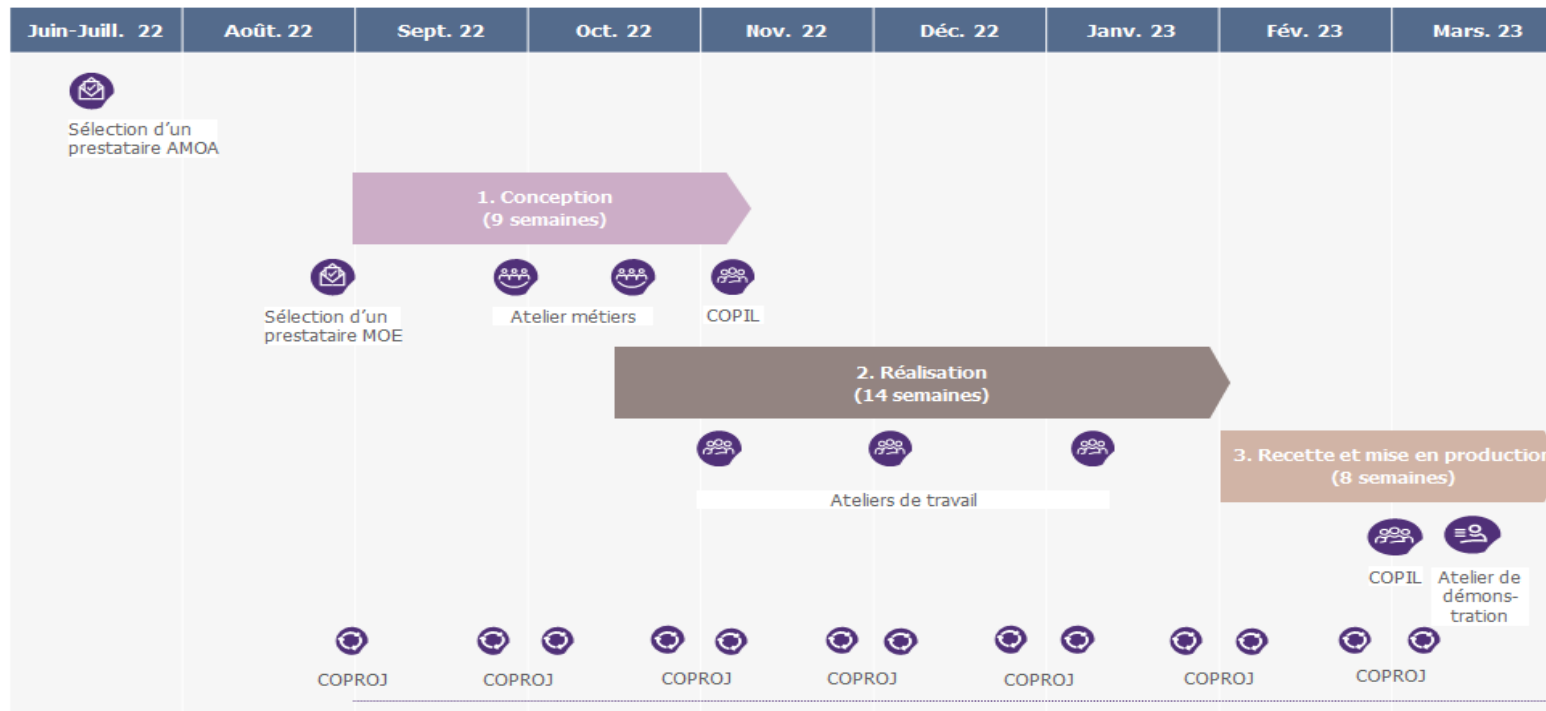 Juin-Juill. 22
Août. 22
Sept. 22
Oct. 22
Nov. 22
Déc. 22
Janv. 23
Fév. 23
Mars. 23
Sélection d'un
prestataire AMOA
1. Conception
(9 semaines)
Sélection d'un
prestataire MOE
Atelier métiers
COPIL
2. Réalisation
(14 semaines)
Ateliers de travail
3. Recette et mise en production
(8 semaines)
COPIL
Atelier de
démons-
tration
COPROJ
COPROJ
COPROJ
COPROJ
COPROJ
COPROJ
COPROJ